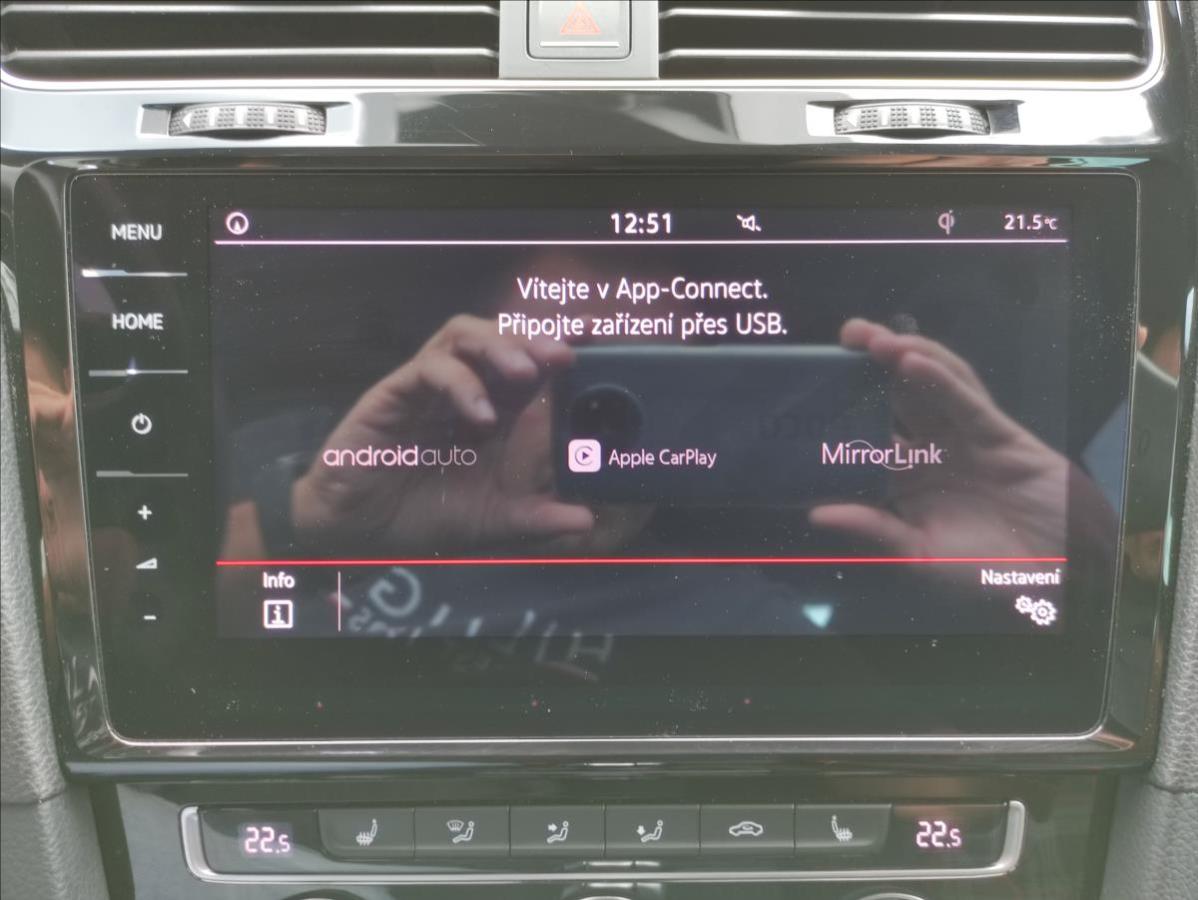 12:51
21.5°C
MENU
HOME
Vítejte v App-Connect.
Připojte zařízení přes USB.
androidauto
Apple CarPlay
MirrorLink
+
-
Info
i
Nastavení
22.5
22.5